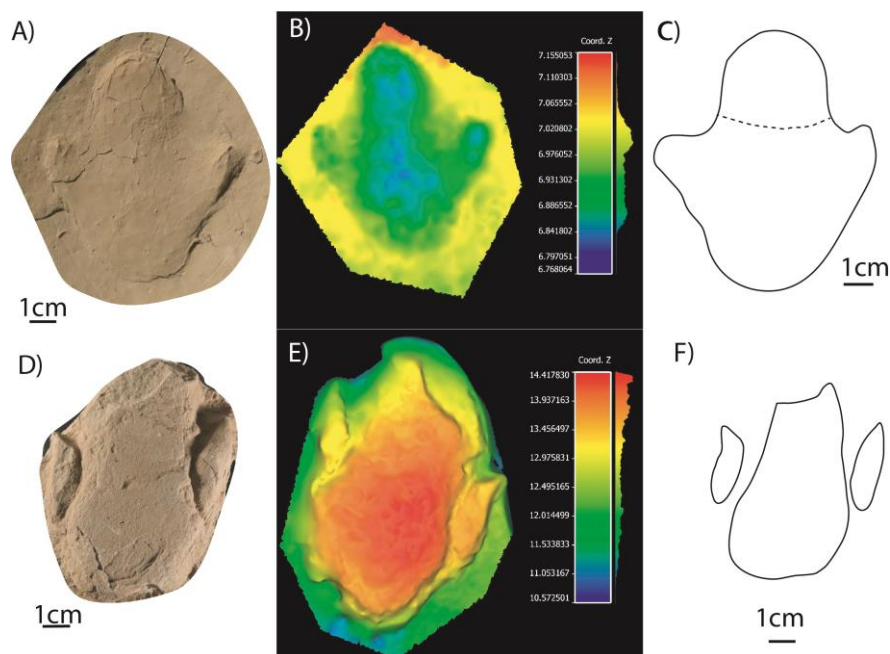 A)
1cm
B)
Coord. Z
7.155053
7.110303
7.065552
7.020802
6.976052
6.931302
6.886552
6.841802
6.797051
6.768064
C)
1cm
D)
1cm
E)
Coord. Z
14.417830
13.937163
13.456497
12.975831
12.495165
12.014499
11.533833
11.053167
10.572501
F)
1cm